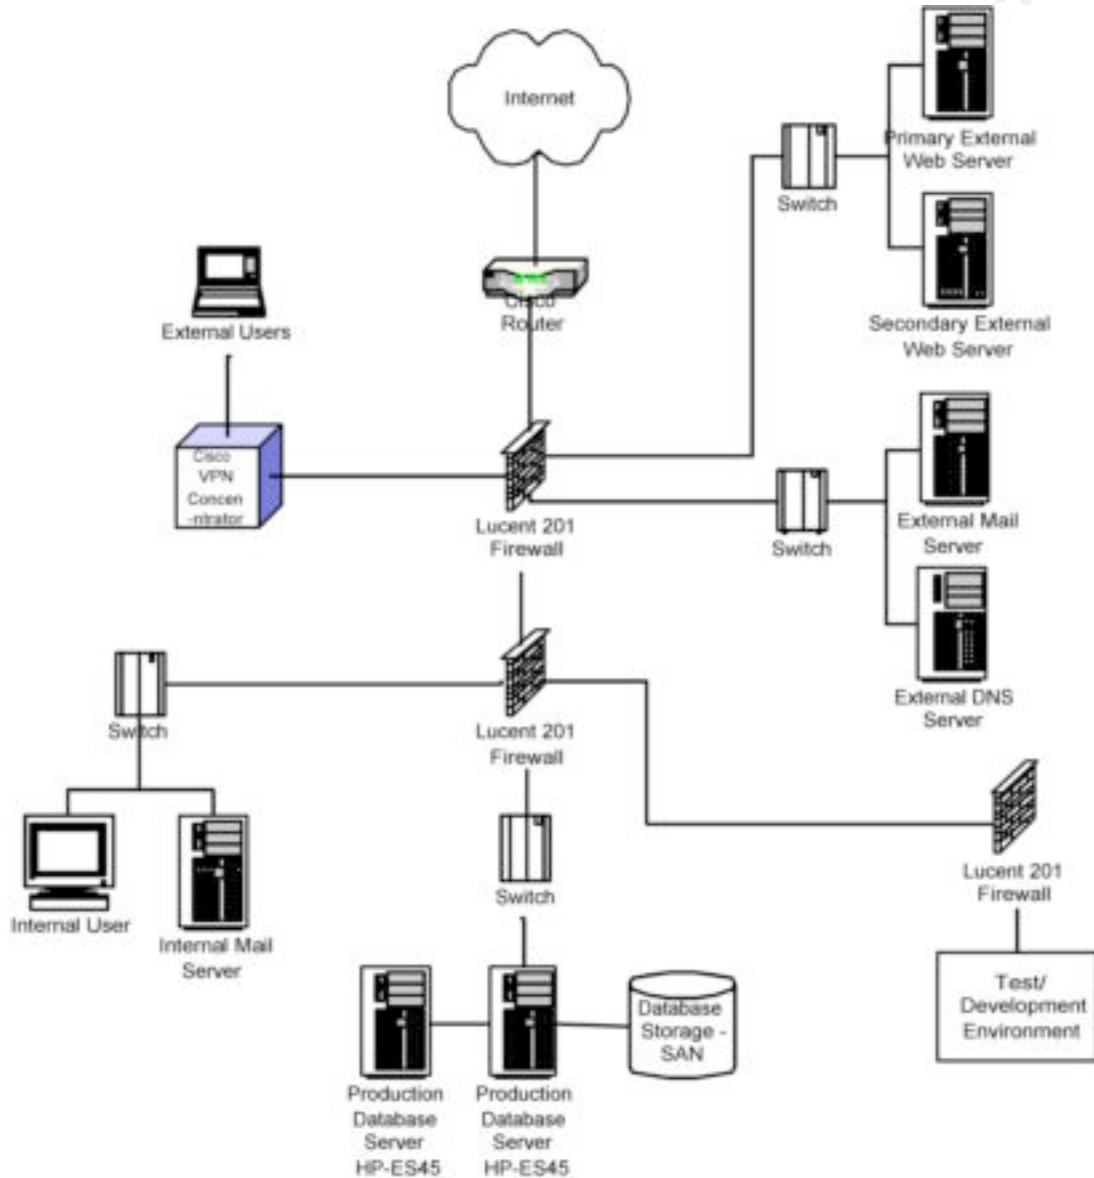 Internet
Primary External
Web Server
Switch
Secondary External
Web Server
External Users
Cisco
Router
Cisco
VPN
Concen
-ntrator
Lucent 201
Firewall
Switch
External Mail
Server
External DNS
Server
Switch
Lucent 201
Firewall
Internal User
Internal Mail
Server
Switch
Lucent 201
Firewall
Database
Storage -
SAN
Test/
Development
Environment
Production
Database
Server
HP-ES45
Production
Database
Server
HP-ES45